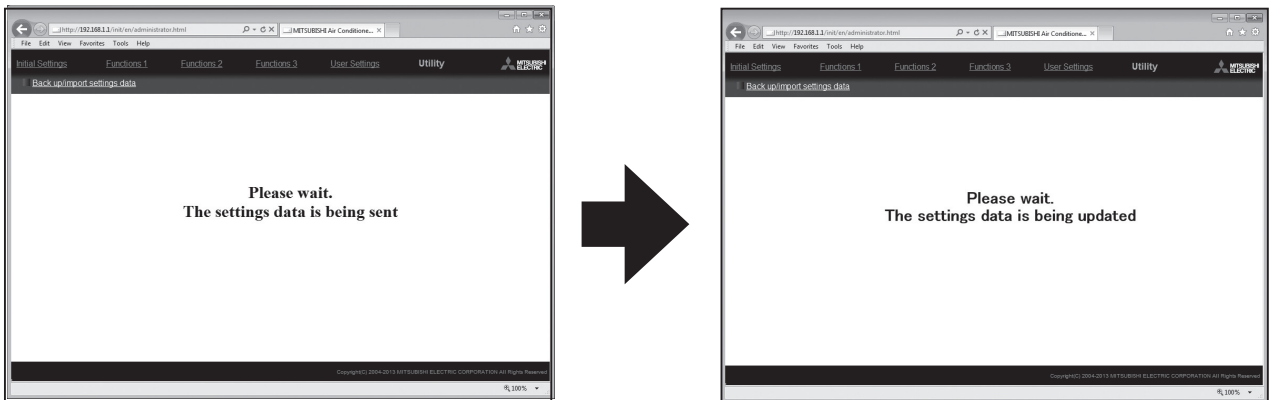 http://192.168.1.1/init/en/administrator.html
MITSUBISHI Air Conditione...
File Edit View Favorites Tools Help
Initial Settings Functions 1 Functions 2 Functions 3 User Settings Utility MITSUBISHI ELECTRIC
Back up/import settings data
Please wait.
The settings data is being sent
Copyright(C) 2004-2013 MITSUBISHI ELECTRIC CORPORATION All Rights Reserved
100%
http://192.168.1.1/init/en/administrator.html
MITSUBISHI Air Conditione...
File Edit View Favorites Tools Help
Initial Settings Functions 1 Functions 2 Functions 3 User Settings Utility MITSUBISHI ELECTRIC
Back up/import settings data
Please wait.
The settings data is being updated
Copyright(C) 2004-2013 MITSUBISHI ELECTRIC CORPORATION All Rights Reserved
100%